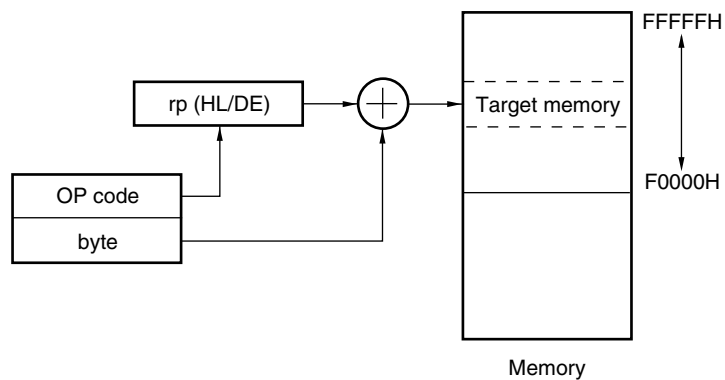 FFFFFH
rp (HL/DE)
Target memory
OP code
byte
F0000H
Memory